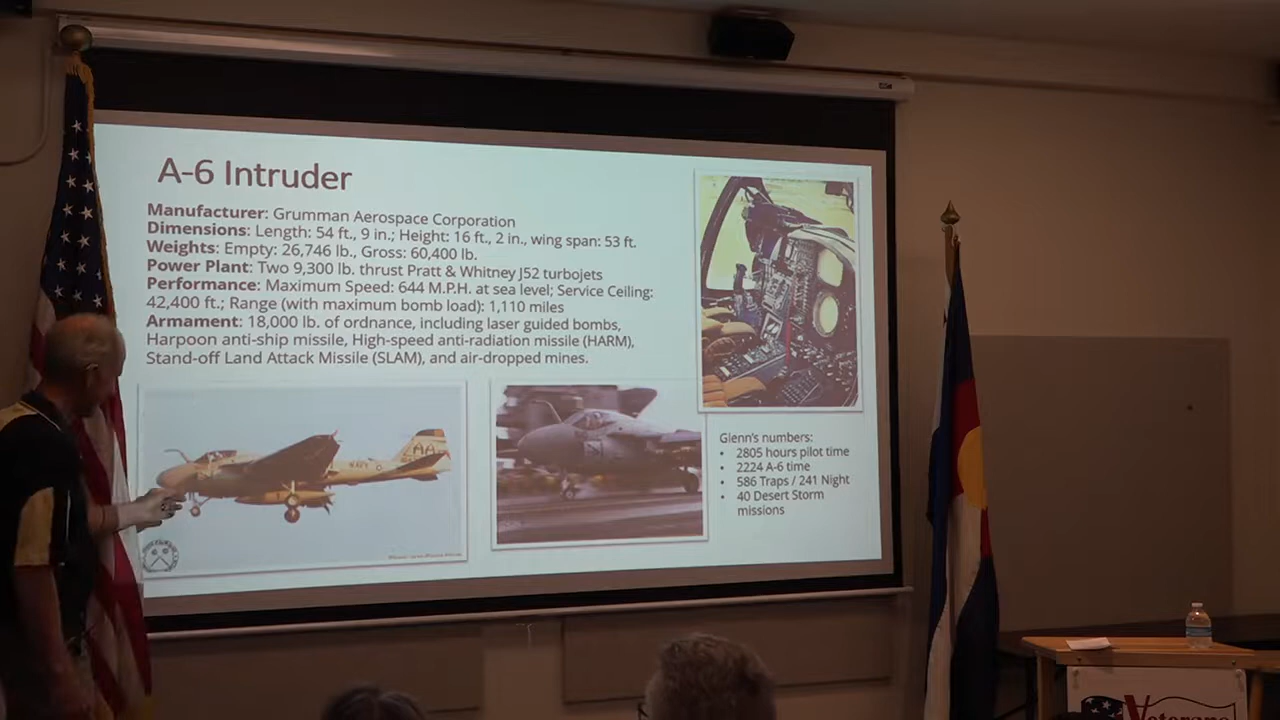 A-6 Intruder
Manufacturer: Grumman Aerospace Corporation
Dimensions: Length: 54 ft., 9 in.; Height: 16 ft., 2 in., wing span: 53 ft.
Weights: Empty: 26,746 lb., Gross: 60,400 lb.
Power Plant: Two 9,300 lb. thrust Pratt & Whitney J52 turbojets
Performance: Maximum Speed: 644 M.P.H. at sea level; Service Ceiling:
42,400 ft.; Range (with maximum bomb load): 1,110 miles
Armament: 18,000 lb. of ordnance, including laser guided bombs,
Harpoon anti-ship missile, High-speed anti-radiation missile (HARM),
Stand-off Land Attack Missile (SLAM), and air-dropped mines.
AA
NAVY
Glenn's numbers:
• 2805 hours pilot time
• 2224 A-6 time
• 586 Traps / 241 Night
• 40 Desert Storm
missions
Veterans